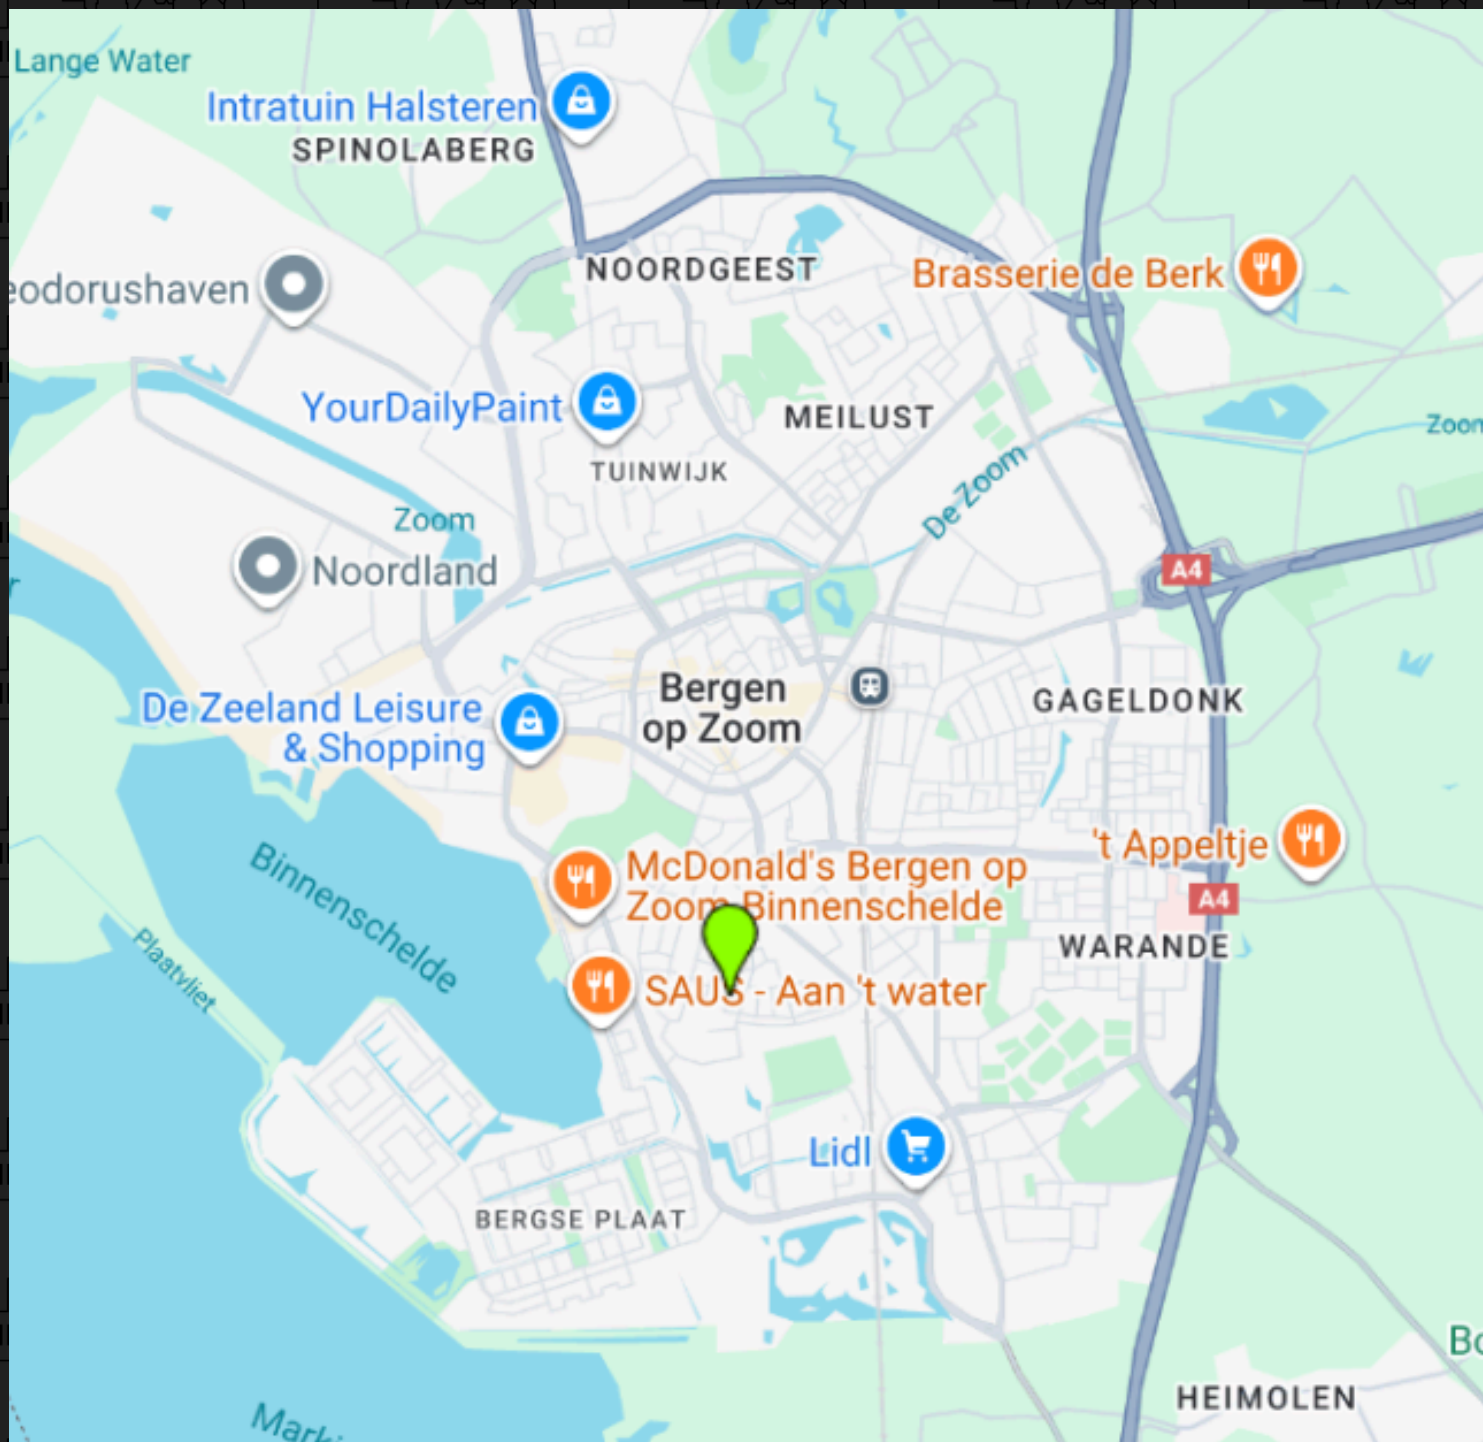 Lange Water
Intratuin Halsteren
SPINOLABERG
NOORDGEEST
Brasserie de Berk
eodorushaven
YourDailyPaint
MEILUST
TUINWIJK
De Zoom
Zoom
Noordland
A4
De Zeeland Leisure
& Shopping
Bergen
op Zoom
GAGELDONK
't Appeltje
McDonald's Bergen op
Zoom Binnenschelde
A4
Binnenschelde
Plaatvliet
WARANDE
SAUS - Aan 't water
Lidl
BERGSE PLAAT
HEIMOLEN